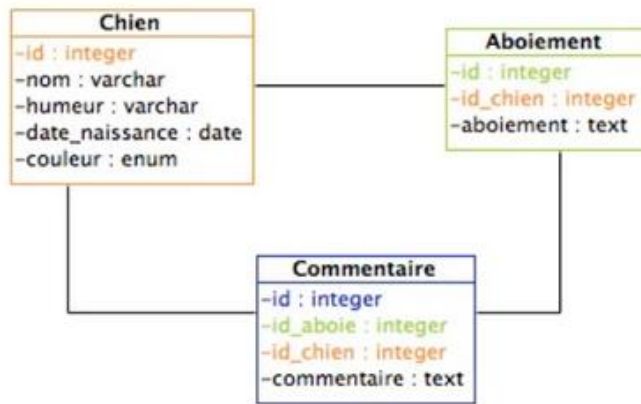 Chien
-id : integer
-nom : varchar
-humeur : varchar
-date_naissance : date
-couleur : enum
Aboiement
-id : integer
-id_chien : integer
-aboiement : text
Commentaire
-id : integer
-id_aboie : integer
-id_chien : integer
-commentaire : text